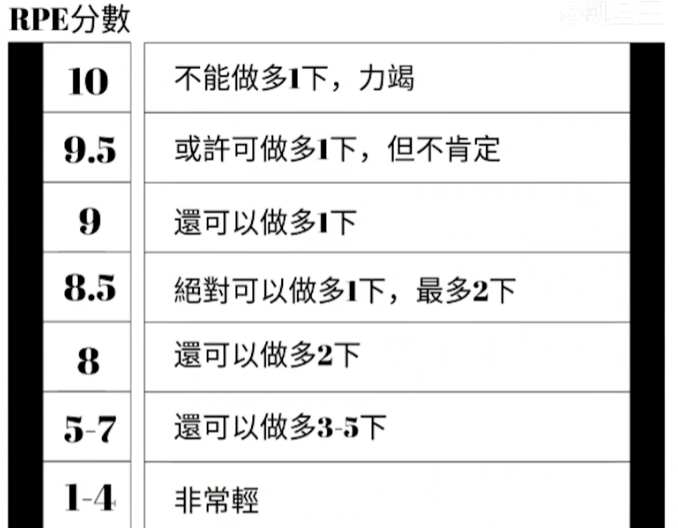 RPE分數
10 不能做多1下，力竭
9.5 或許可做多1下，但不肯定
9 還可以做多1下
8.5 絕對可以做多1下，最多2下
8 還可以做多2下
5-7 還可以做多3-5下
1-4 非常輕